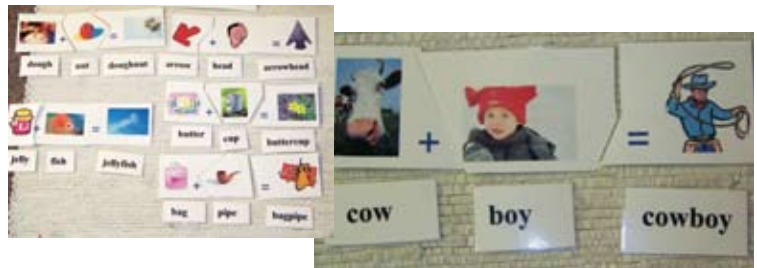 + =
+ =
dough nut doughnut arrow head arrowhead
+ =
+ =
butter cup buttercup
jelly fish jellyfish
+ =
bag pipe bagpipe
+ =
cow boy cowboy